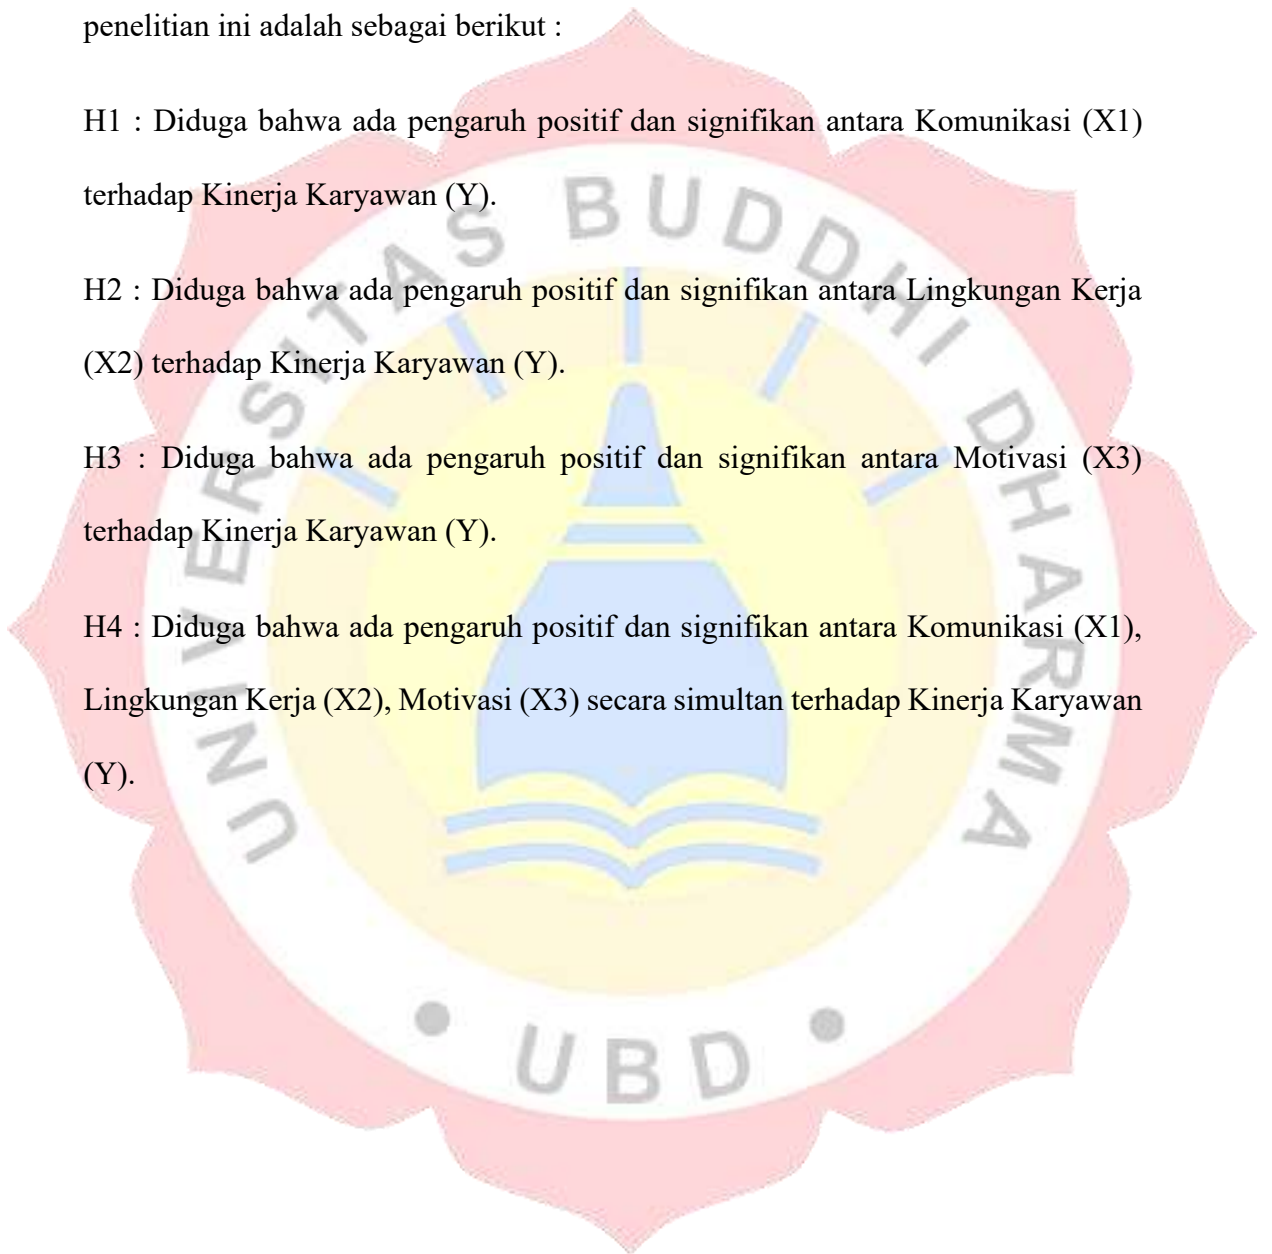 penelitian ini adalah sebagai berikut :
H1 : Diduga bahwa ada pengaruh positif dan signifikan antara Komunikasi (X1)
terhadap Kinerja Karyawan (Y).
H2 : Diduga bahwa ada pengaruh positif dan signifikan antara Lingkungan Kerja
(X2) terhadap Kinerja Karyawan (Y).
H3 : Diduga bahwa ada pengaruh positif dan signifikan antara Motivasi (X3)
terhadap Kinerja Karyawan (Y).
H4 : Diduga bahwa ada pengaruh positif dan signifikan antara Komunikasi (X1),
Lingkungan Kerja (X2), Motivasi (X3) secara simultan terhadap Kinerja Karyawan
(Y).
UNIVERSITAS BUDDHI DHARMA
• UBD •